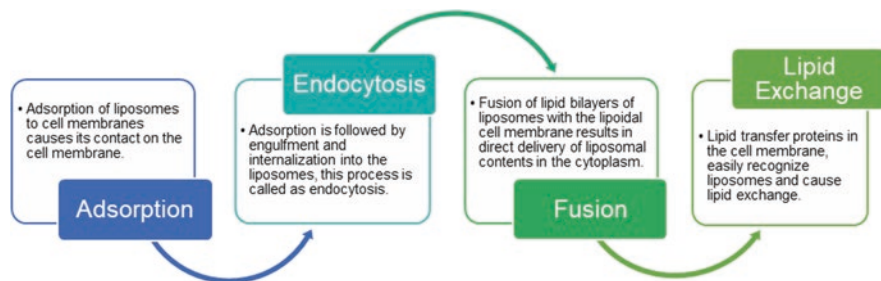 • Adsorption of liposomes
to cell membranes
causes its contact on the
cell membrane.
Adsorption
Endocytosis
• Adsorption is followed by
engulfment and
internalization into the
liposomes, this process is
called as endocytosis.
• Fusion of lipid bilayers of
liposomes with the lipoidal
cell membrane results in
direct delivery of liposomal
contents in the cytoplasm.
Fusion
Lipid
Exchange
• Lipid transfer proteins in
the cell membrane,
easily recognize
liposomes and cause
lipid exchange.